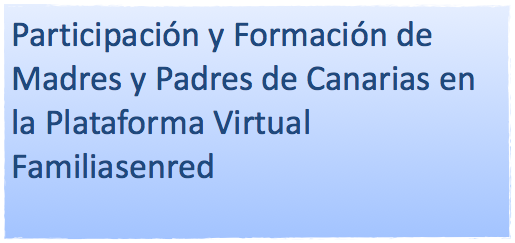 Participación y Formación de
Madres y Padres de Canarias en
la Plataforma Virtual
Familiasenred